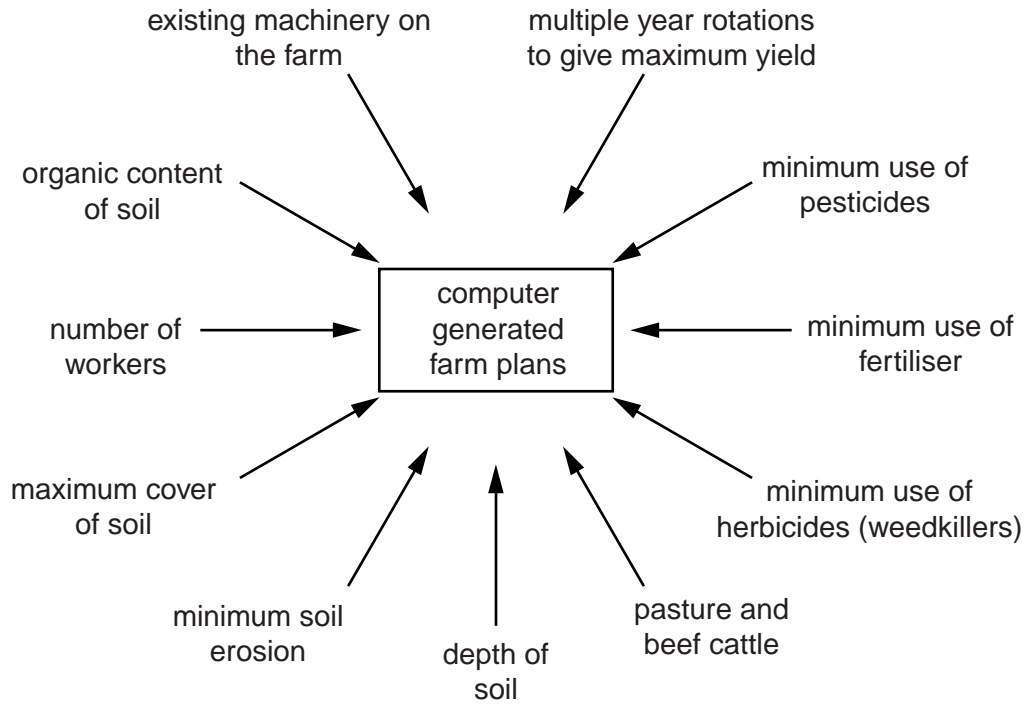 existing machinery on
the farm
multiple year rotations
to give maximum yield
organic content
of soil
minimum use of
pesticides
computer
generated
farm plans
number of
workers
minimum use of
fertiliser
maximum cover
of soil
minimum use of
herbicides (weedkillers)
minimum soil
erosion
depth of
soil
pasture and
beef cattle